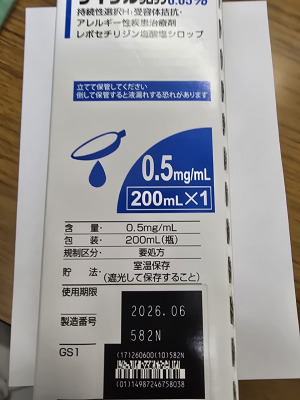 シロップ0.05%
持続性選択H₁受容体拮抗・
アレルギー性疾患治療剤
レボセチリジン塩酸塩シロップ
立てて保管してください
倒して保管すると液漏れする恐れがあります
0.5mg/mL
200mL×1
含 量: 0.5mg/mL
包 装: 200mL(瓶)
規制区分: 要処方
貯 法: 室温保存
(遮光して保存すること)
使用期限
2026.06
製造番号
582N
GS1
(17)260600(10)582N
(01)14987246758038